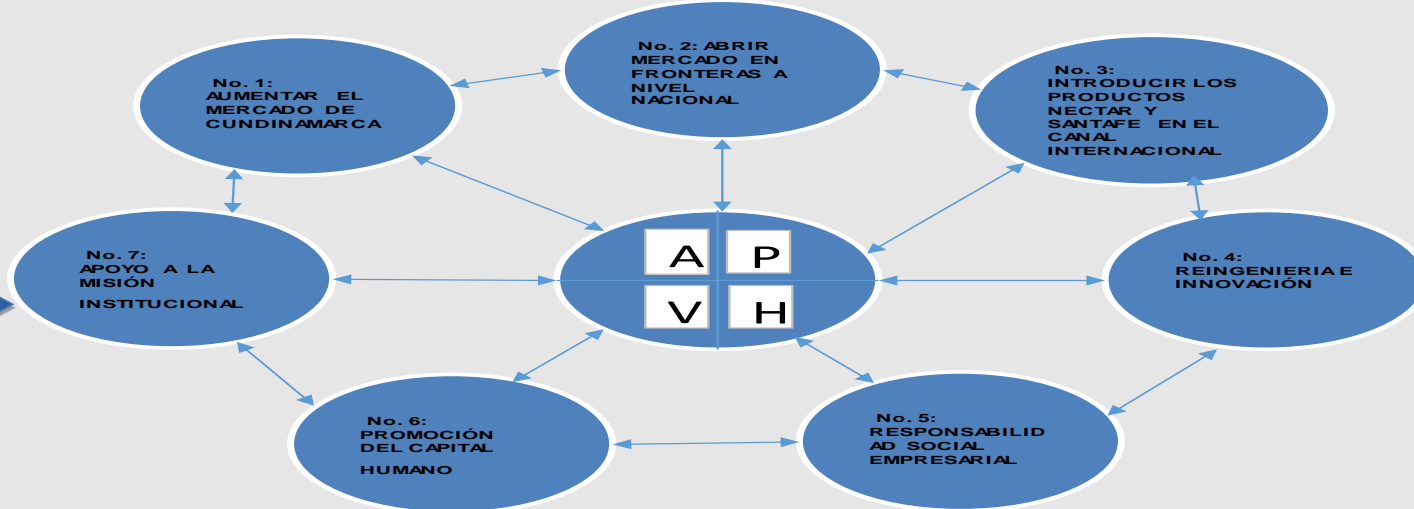 No. 1:
AUMENTAR EL
MERCADO DE
CUNDINAMARCA
No. 2: ABRIR
MERCADO EN
FRONTERAS A
NIVEL
NACIONAL
No. 3:
INTRODUCIR LOS
PRODUCTOS
NECTAR Y
SANTAFE EN EL
CANAL
INTERNACIONAL
No. 7:
APOYO A LA
MISIÓN
INSTITUCIONAL
A P
V H
No. 4:
REINGENIERIA E
INNOVACIÓN
No. 6:
PROMOCIÓN
DEL CAPITAL
HUMANO
No. 5:
RESPONSABILID
AD SOCIAL
EMPRESARIAL